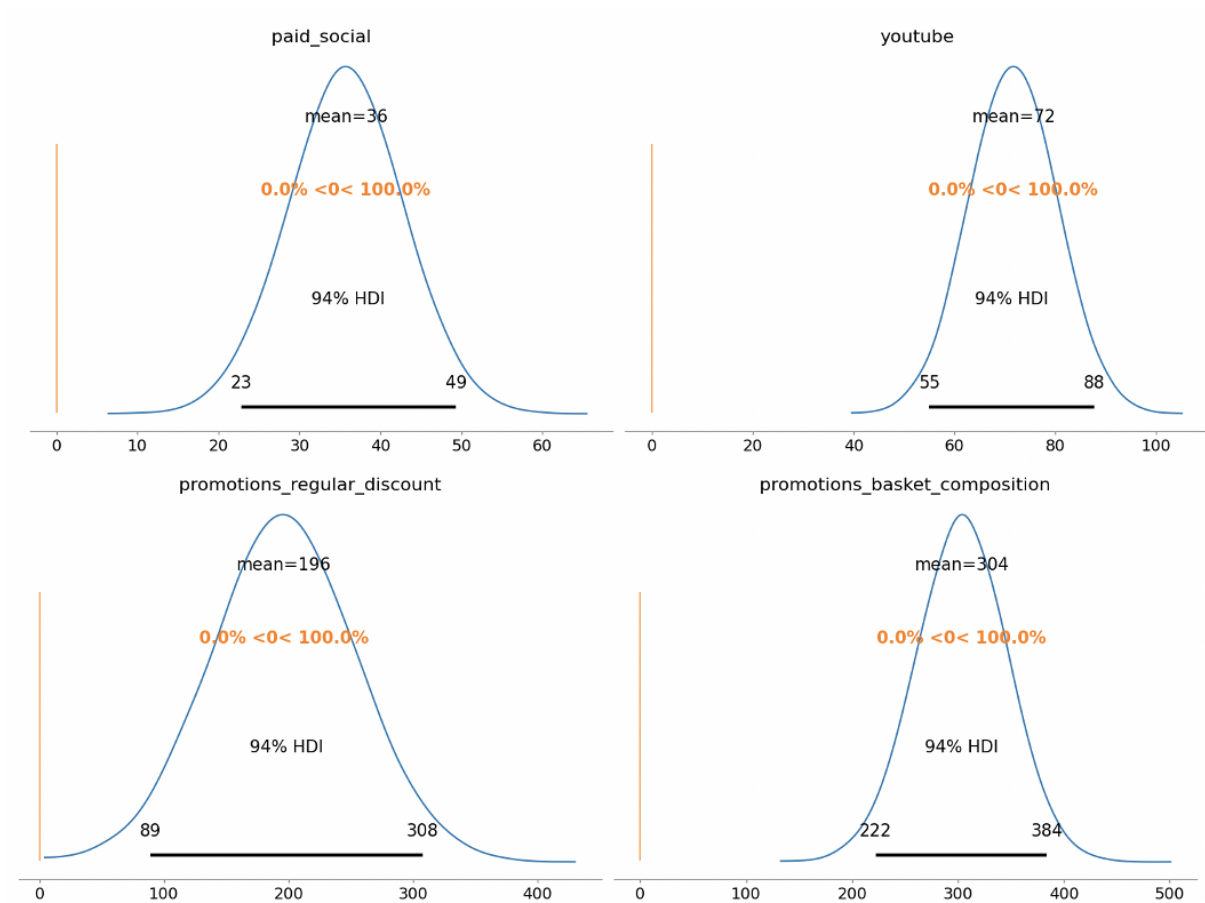 paid_social
mean=36
0.0% <0< 100.0%
94% HDI
23 49
0 10 20 30 40 50 60
youtube
mean=72
0.0% <0< 100.0%
94% HDI
55 88
0 20 40 60 80 100
promotions_regular_discount
mean=196
0.0% <0< 100.0%
94% HDI
89 308
0 100 200 300 400
promotions_basket_composition
mean=304
0.0% <0< 100.0%
94% HDI
222 384
0 100 200 300 400 500